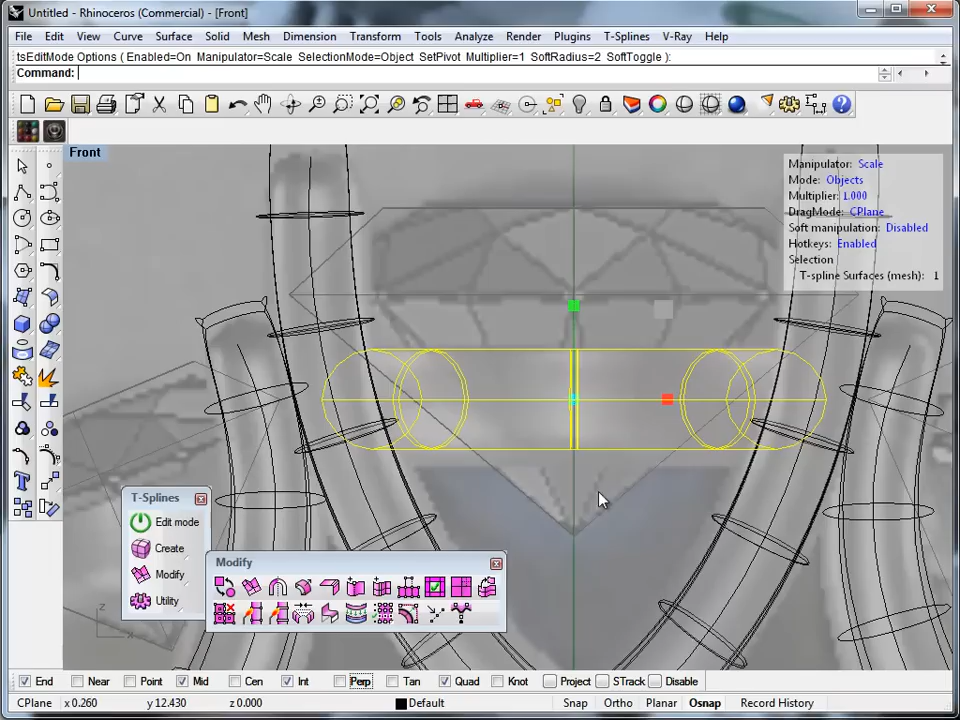 Untitled - Rhinoceros (Commercial) - [Front]
File Edit View Curve Surface Solid Mesh Dimension Transform Tools Analyze Render Plugins T-Splines V-Ray Help
tsEditMode Options ( Enabled=On Manipulator=Scale SelectionMode=Object SetPivot Multiplier=1 SoftRadius=2 SoftToggle ):
Command:
Front
Manipulator: Scale
Mode: Objects
Multiplier: 1.000
DragMode: CPlane
Soft manipulation: Disabled
Hotkeys: Enabled
Selection
T-spline Surfaces (mesh): 1
T-Splines
Edit mode
Create
Modify
Utility
Modify
z
x
End Near Point Mid Cen Int Perp Tan Quad Knot Project STrack Disable
CPlane x 0.260 y 12.430 z 0.000 Default Snap Ortho Planar Osnap Record History